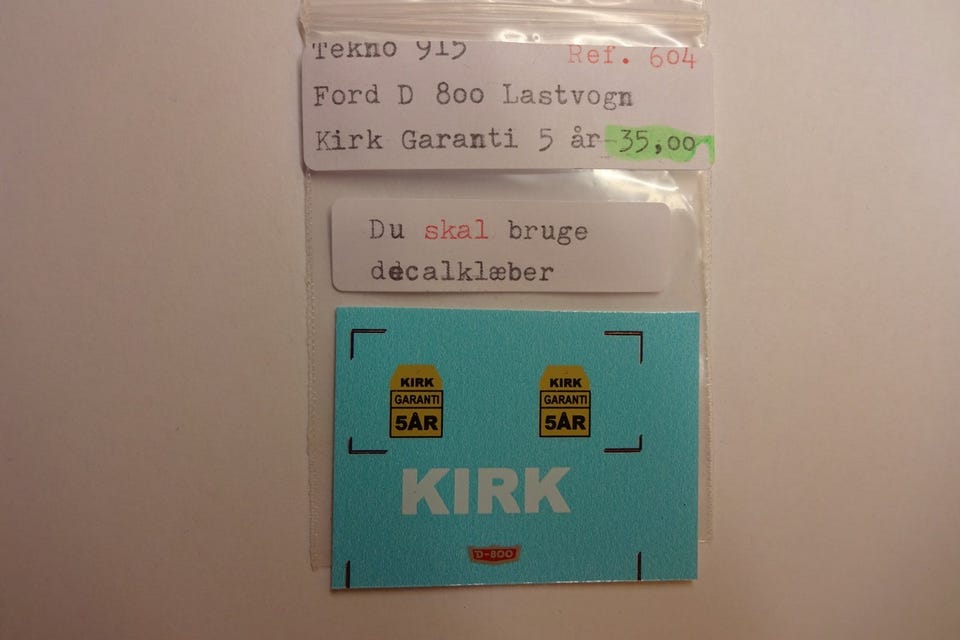 Tekno 915
Ref. 604
Ford D 800 Lastvogn
Kirk Garanti 5 år 35,00
Du skal bruge
decalklæber
KIRK
GARANTI
5ÅR
KIRK
GARANTI
5ÅR
KIRK
D-800